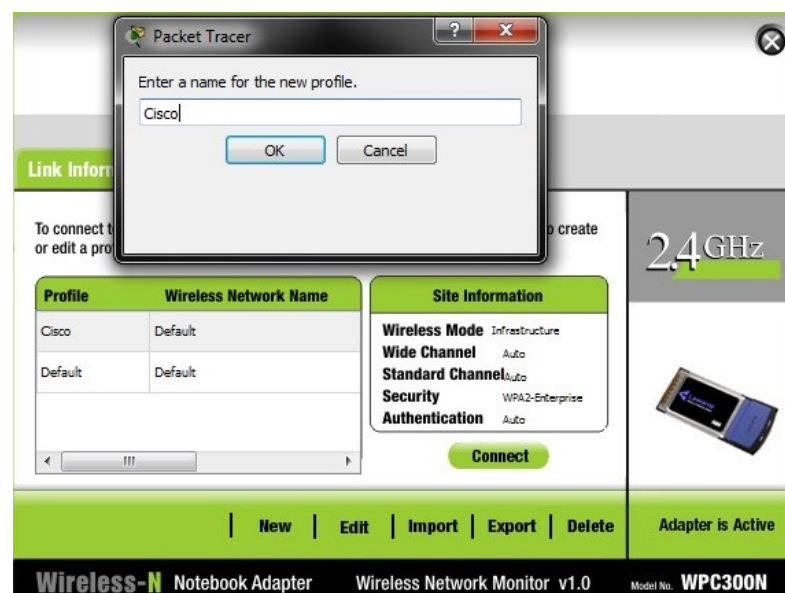 Packet Tracer
Enter a name for the new profile.
Cisco
OK Cancel
Link Inform
To connect t
o create
or edit a pro
2.4GHz
Profile Wireless Network Name
Cisco Default
Default Default
Site Information
Wireless Mode Infrastructure
Wide Channel Auto
Standard Channel Auto
Security WPA2-Enterprise
Authentication Auto
Connect
New | Edit | Import | Export | Delete
Adapter is Active
Wireless-N Notebook Adapter Wireless Network Monitor v1.0 Model No. WPC300N